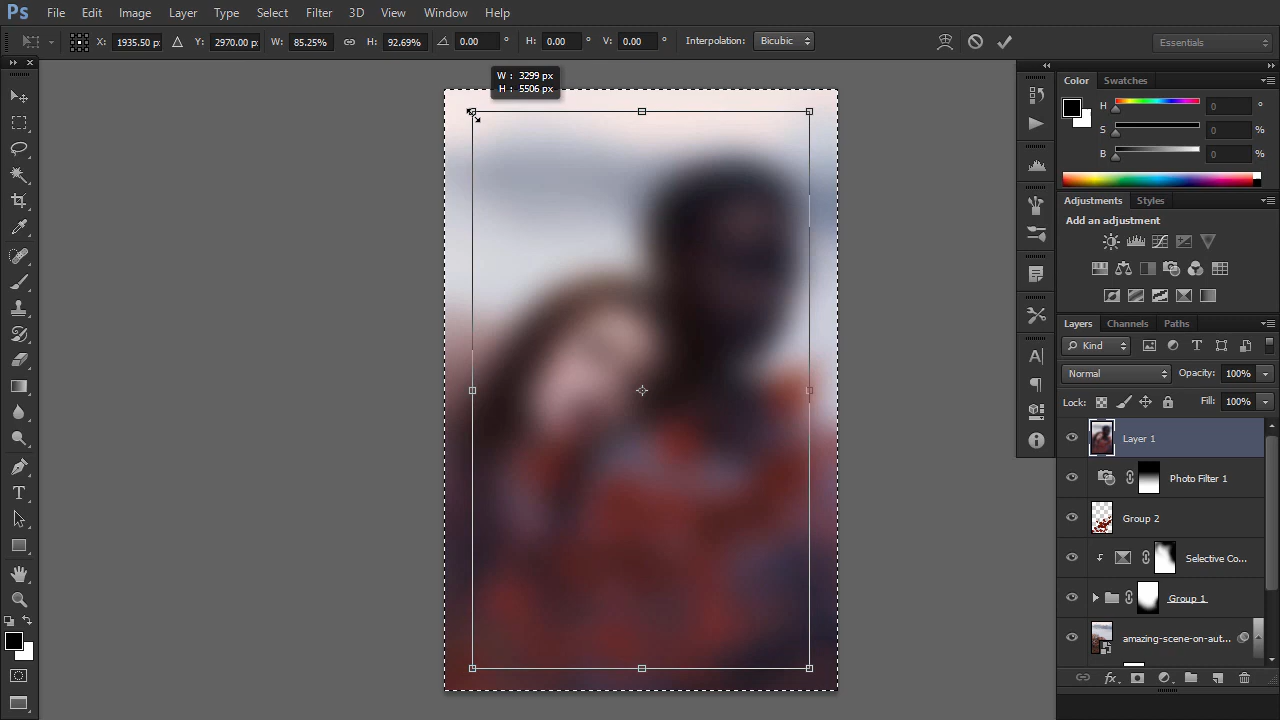 Ps File Edit Image Layer Type Select Filter 3D View Window Help
X: 1935.50 p: Y: 2970.00 p: W: 85.25% H: 92.69% 0.00 ° H: 0.00 ° V: 0.00 ° Interpolation: Bicubic Essentials
W : 3299 px
H : 5506 px
Color Swatches
H 0 °
S 0 %
B 0 %
Adjustments Styles
Add an adjustment
Layers Channels Paths
Kind
Normal Opacity: 100%
Lock: Fill: 100%
Layer 1
Photo Filter 1
Group 2
Selective Co...
Group 1
amazing-scene-on-aut...